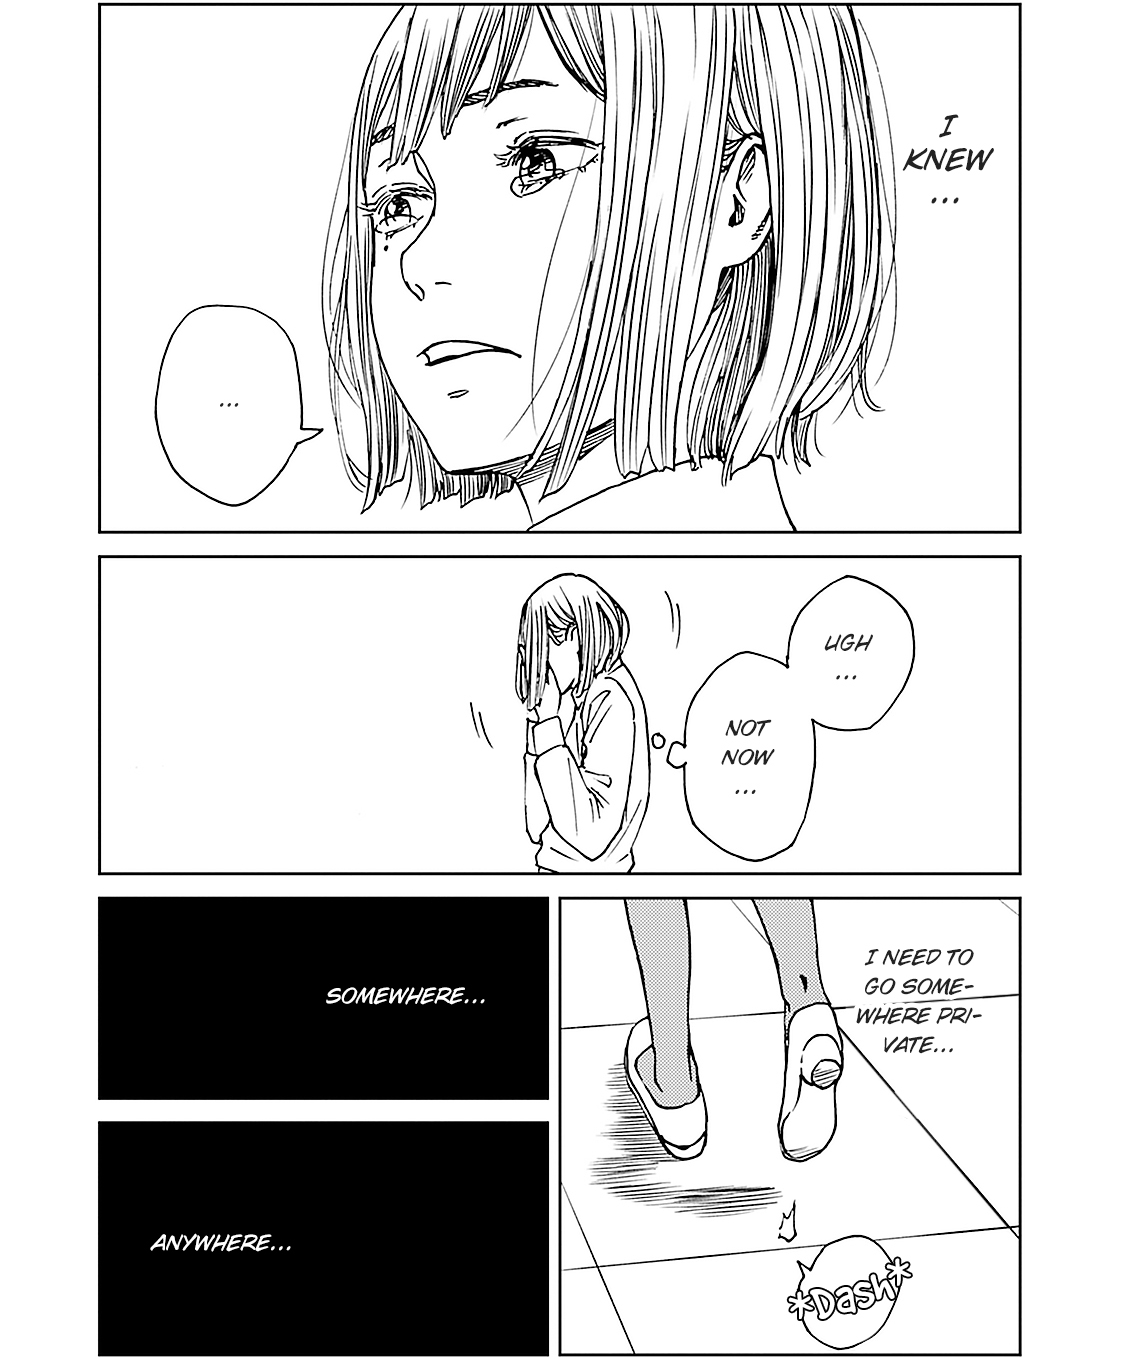 I
KNEW
...
...
UGH
...
NOT
NOW
...
I NEED TO
GO SOME-
WHERE PRI-
VATE...
*Dash*
SOMEWHERE...
ANYWHERE...